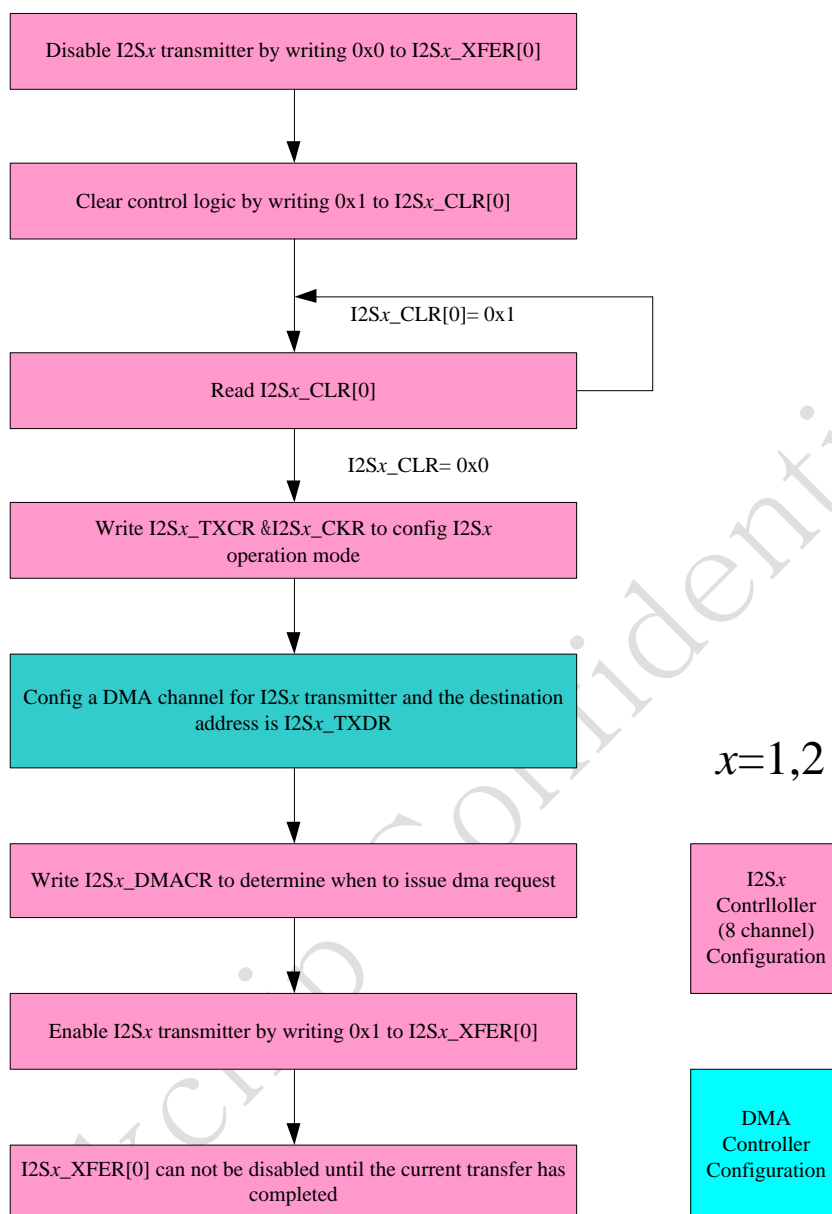 Disable I2Sx transmitter by writing 0x0 to I2Sx_XFER[0]
Clear control logic by writing 0x1 to I2Sx_CLR[0]
I2Sx_CLR[0]= 0x1
Read I2Sx_CLR[0]
I2Sx_CLR= 0x0
Write I2Sx_TXCR &I2Sx_CKR to config I2Sx
operation mode
Config a DMA channel for I2Sx transmitter and the destination
address is I2Sx_TXDR
x=1,2
Write I2Sx_DMACR to determine when to issue dma request
I2Sx
Contrlloller
(8 channel)
Configuration
Enable I2Sx transmitter by writing 0x1 to I2Sx_XFER[0]
DMA
Controller
Configuration
I2Sx_XFER[0] can not be disabled until the current transfer has
completed